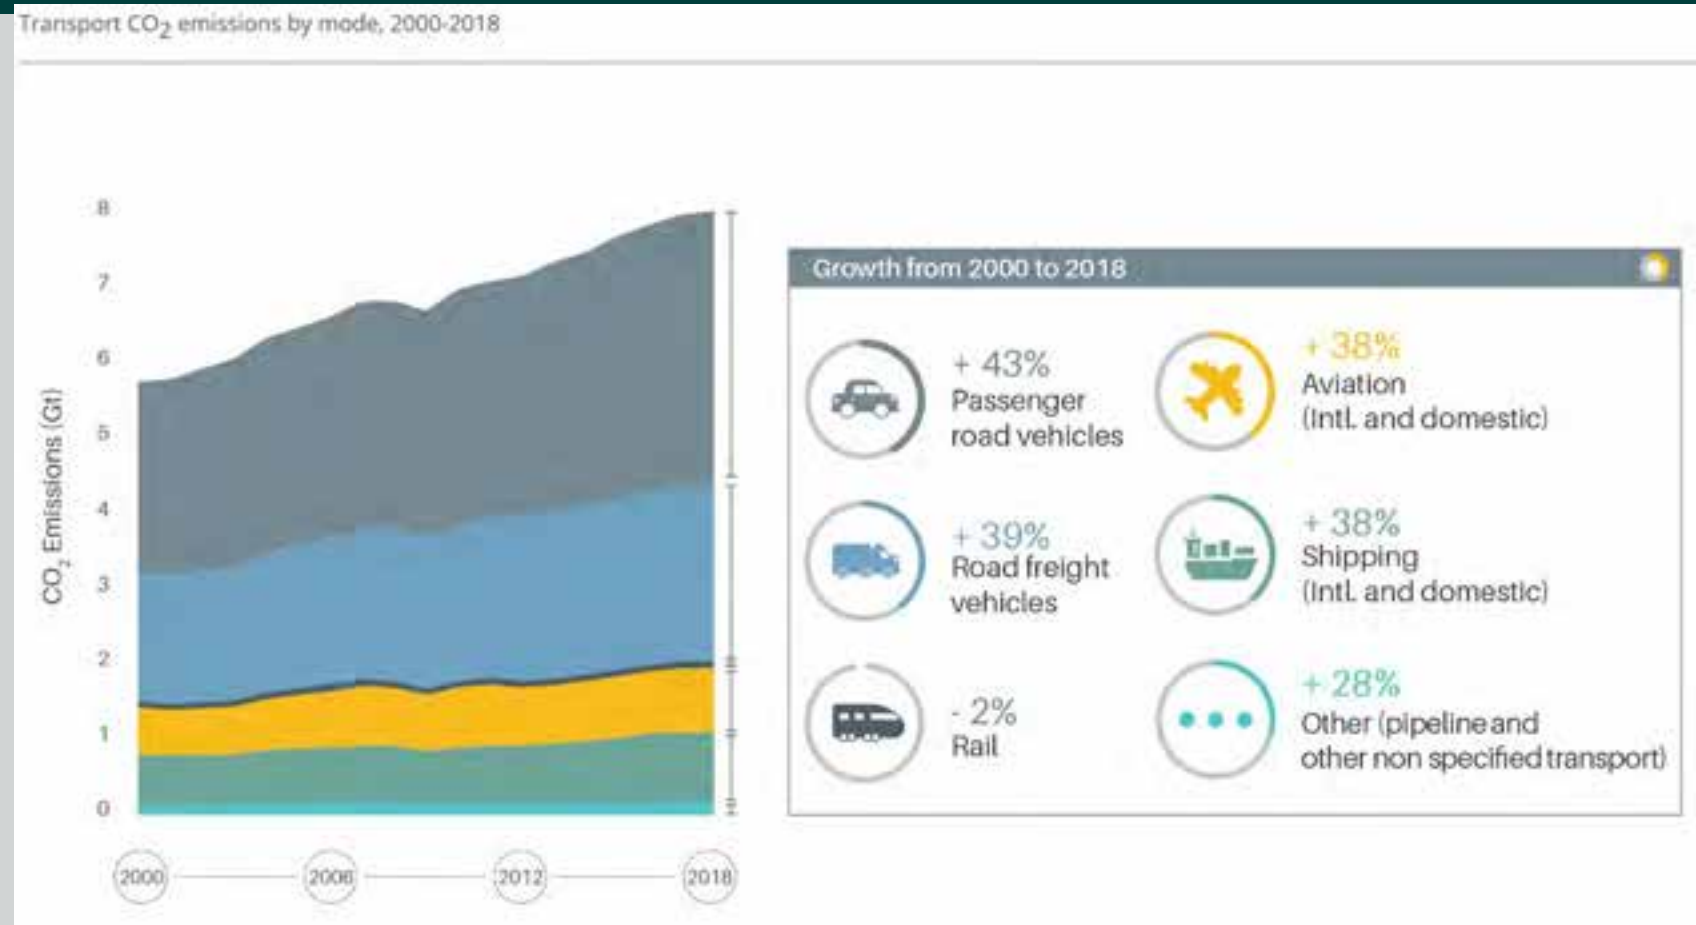 Transport CO₂ emissions by mode, 2000-2018
8
7
6
5
4
3
2
1
0
CO₂ Emissions (Gt)
2000
2006
2012
2018
Growth from 2000 to 2018
+ 43%
Passenger
road vehicles
+ 38%
Aviation
(Intl. and domestic)
+ 39%
Road freight
vehicles
+ 38%
Shipping
(Intl. and domestic)
- 2%
Rail
+ 28%
Other (pipeline and
other non specified transport)